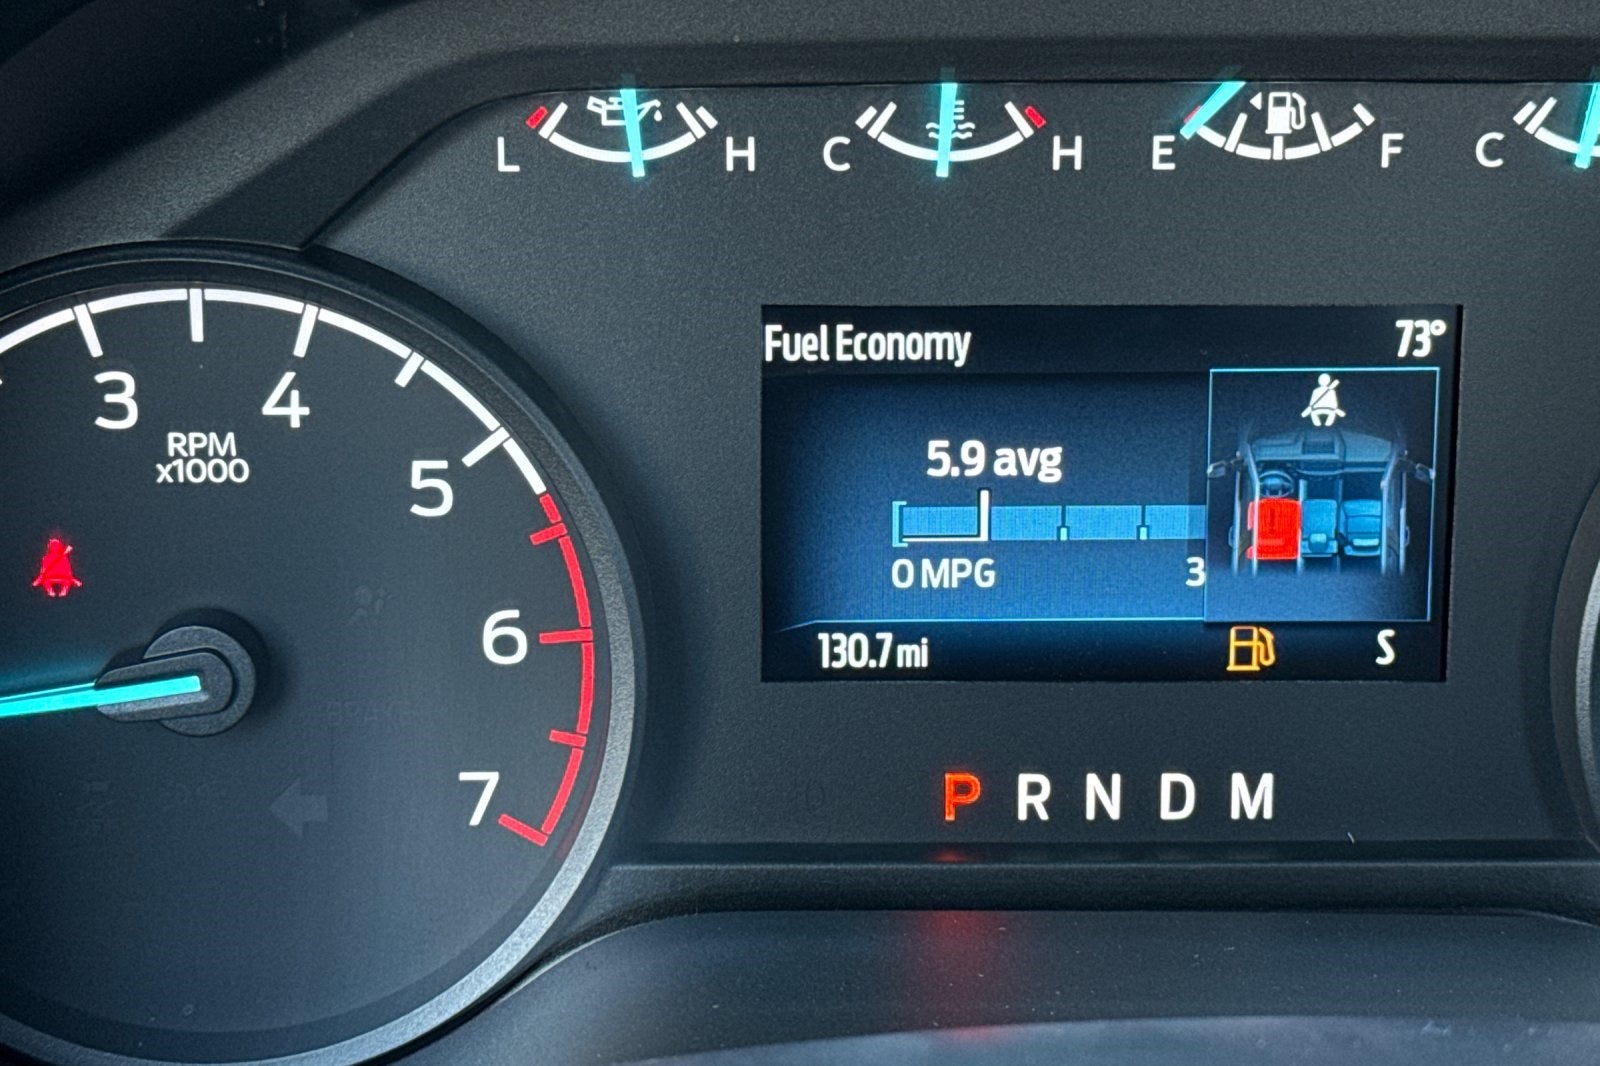 L H C H E F C
Fuel Economy 73°
3 4
RPM
x1000
5
5.9 avg
0 MPG 3
6
130.7 mi S
7
P R N D M